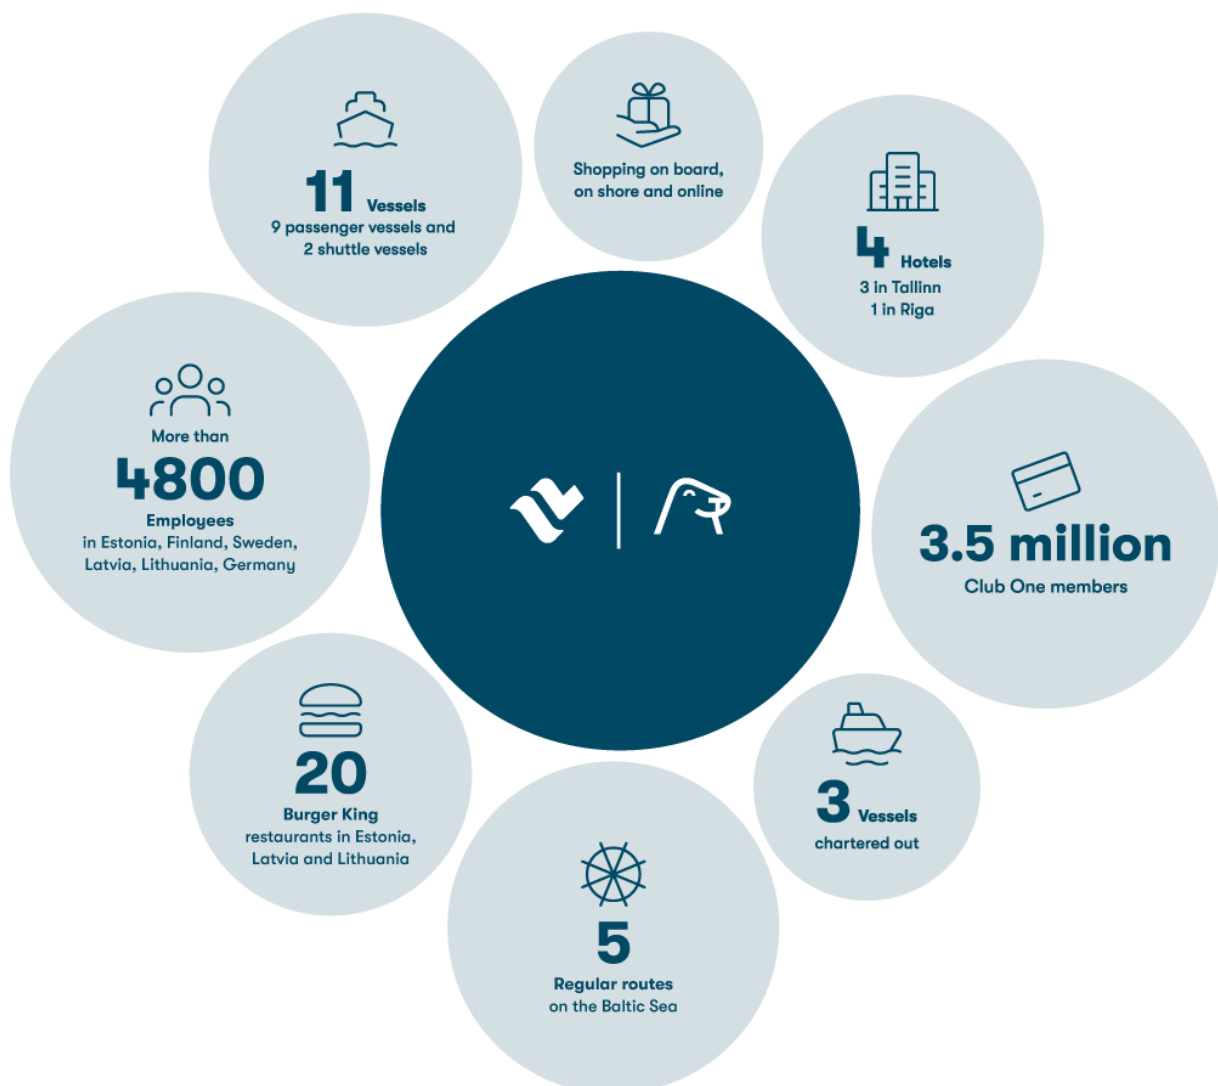 11 Vessels
9 passenger vessels and
2 shuttle vessels
Shopping on board,
on shore and online
4 Hotels
3 in Tallinn
1 in Riga
More than
4800
Employees
in Estonia, Finland, Sweden,
Latvia, Lithuania, Germany
3.5 million
Club One members
20
Burger King
restaurants in Estonia,
Latvia and Lithuania
3 Vessels
chartered out
5
Regular routes
on the Baltic Sea